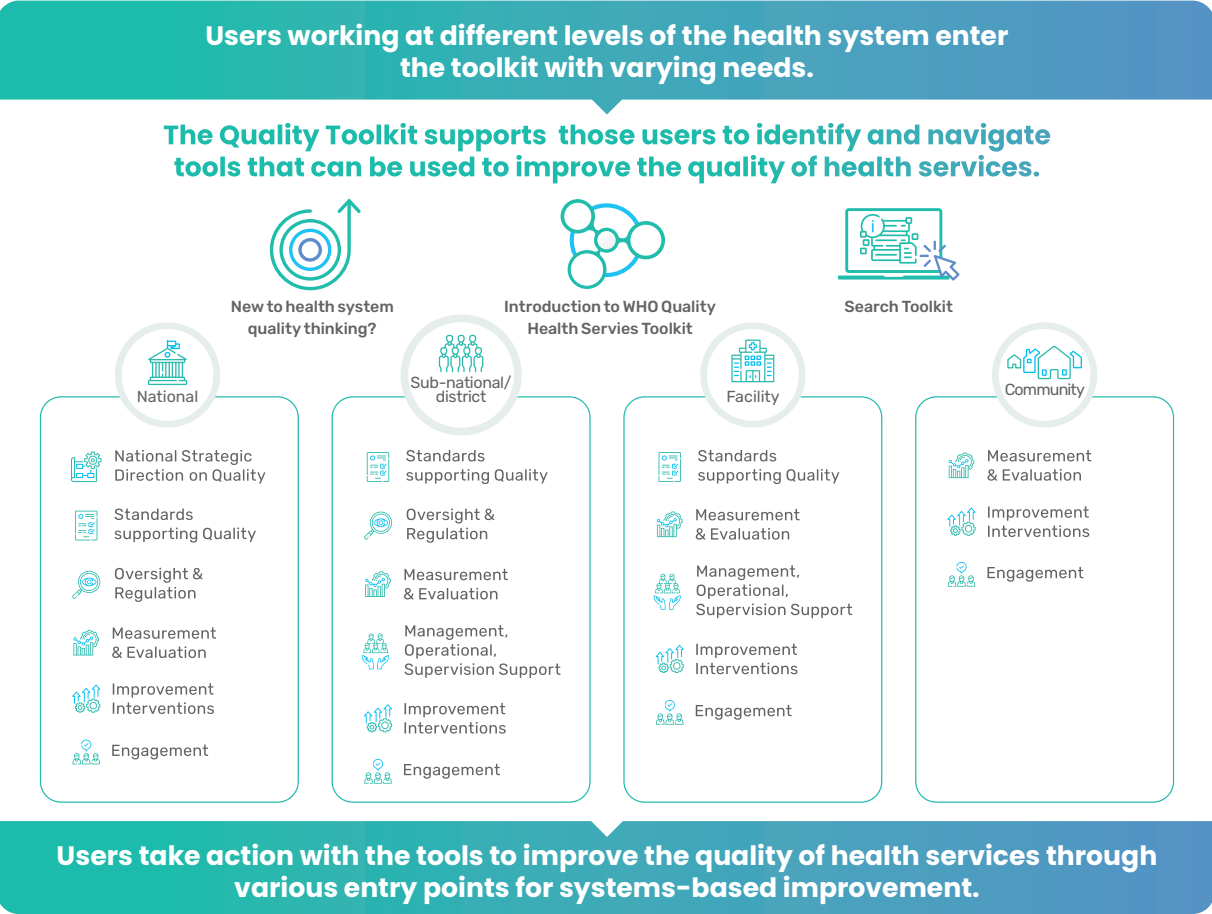 Users working at different levels of the health system enter
the toolkit with varying needs.
The Quality Toolkit supports those users to identify and navigate
tools that can be used to improve the quality of health services.
New to health system
quality thinking?
Introduction to WHO Quality
Health Servies Toolkit
Search Toolkit
National
National Strategic
Direction on Quality
Standards
supporting Quality
Oversight &
Regulation
Measurement
& Evaluation
Improvement
Interventions
Engagement
Sub-national/
district
Standards
supporting Quality
Oversight &
Regulation
Measurement
& Evaluation
Management,
Operational,
Supervision Support
Improvement
Interventions
Engagement
Facility
Standards
supporting Quality
Measurement
& Evaluation
Management,
Operational,
Supervision Support
Improvement
Interventions
Engagement
Community
Measurement
& Evaluation
Improvement
Interventions
Engagement
Users take action with the tools to improve the quality of health services through
various entry points for systems-based improvement.